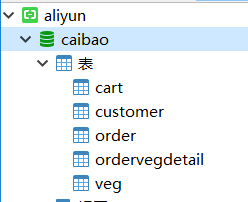 aliyun
caibao
表
cart
customer
order
ordervegdetail
veg